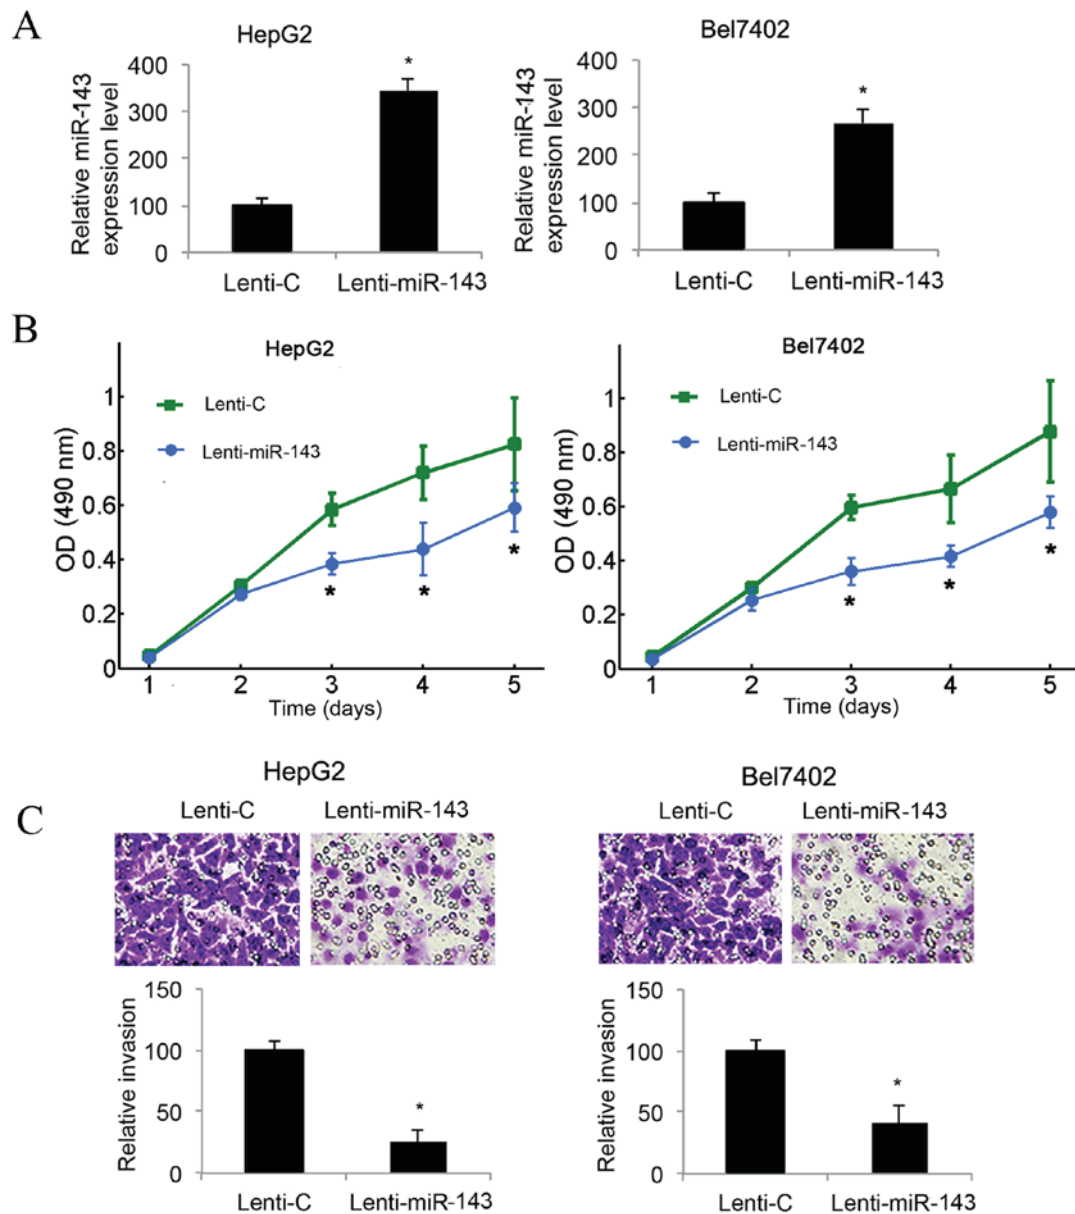 A
HepG2
Relative miR-143
expression level
400
300
200
100
0
*
Lenti-C Lenti-miR-143
Bel7402
Relative miR-143
expression level
400
300
200
100
0
*
Lenti-C Lenti-miR-143
B
HepG2
OD (490 nm)
1
0.8
0.6
0.4
0.2
0
Lenti-C
Lenti-miR-143
* * *
1 2 3 4 5
Time (days)
Bel7402
OD (490 nm)
1
0.8
0.6
0.4
0.2
0
Lenti-C
Lenti-miR-143
* * *
1 2 3 4 5
Time (days)
C
HepG2
Lenti-C Lenti-miR-143
Relative invasion
150
100
50
0
*
Lenti-C Lenti-miR-143
Bel7402
Lenti-C Lenti-miR-143
Relative invasion
150
100
50
0
*
Lenti-C Lenti-miR-143